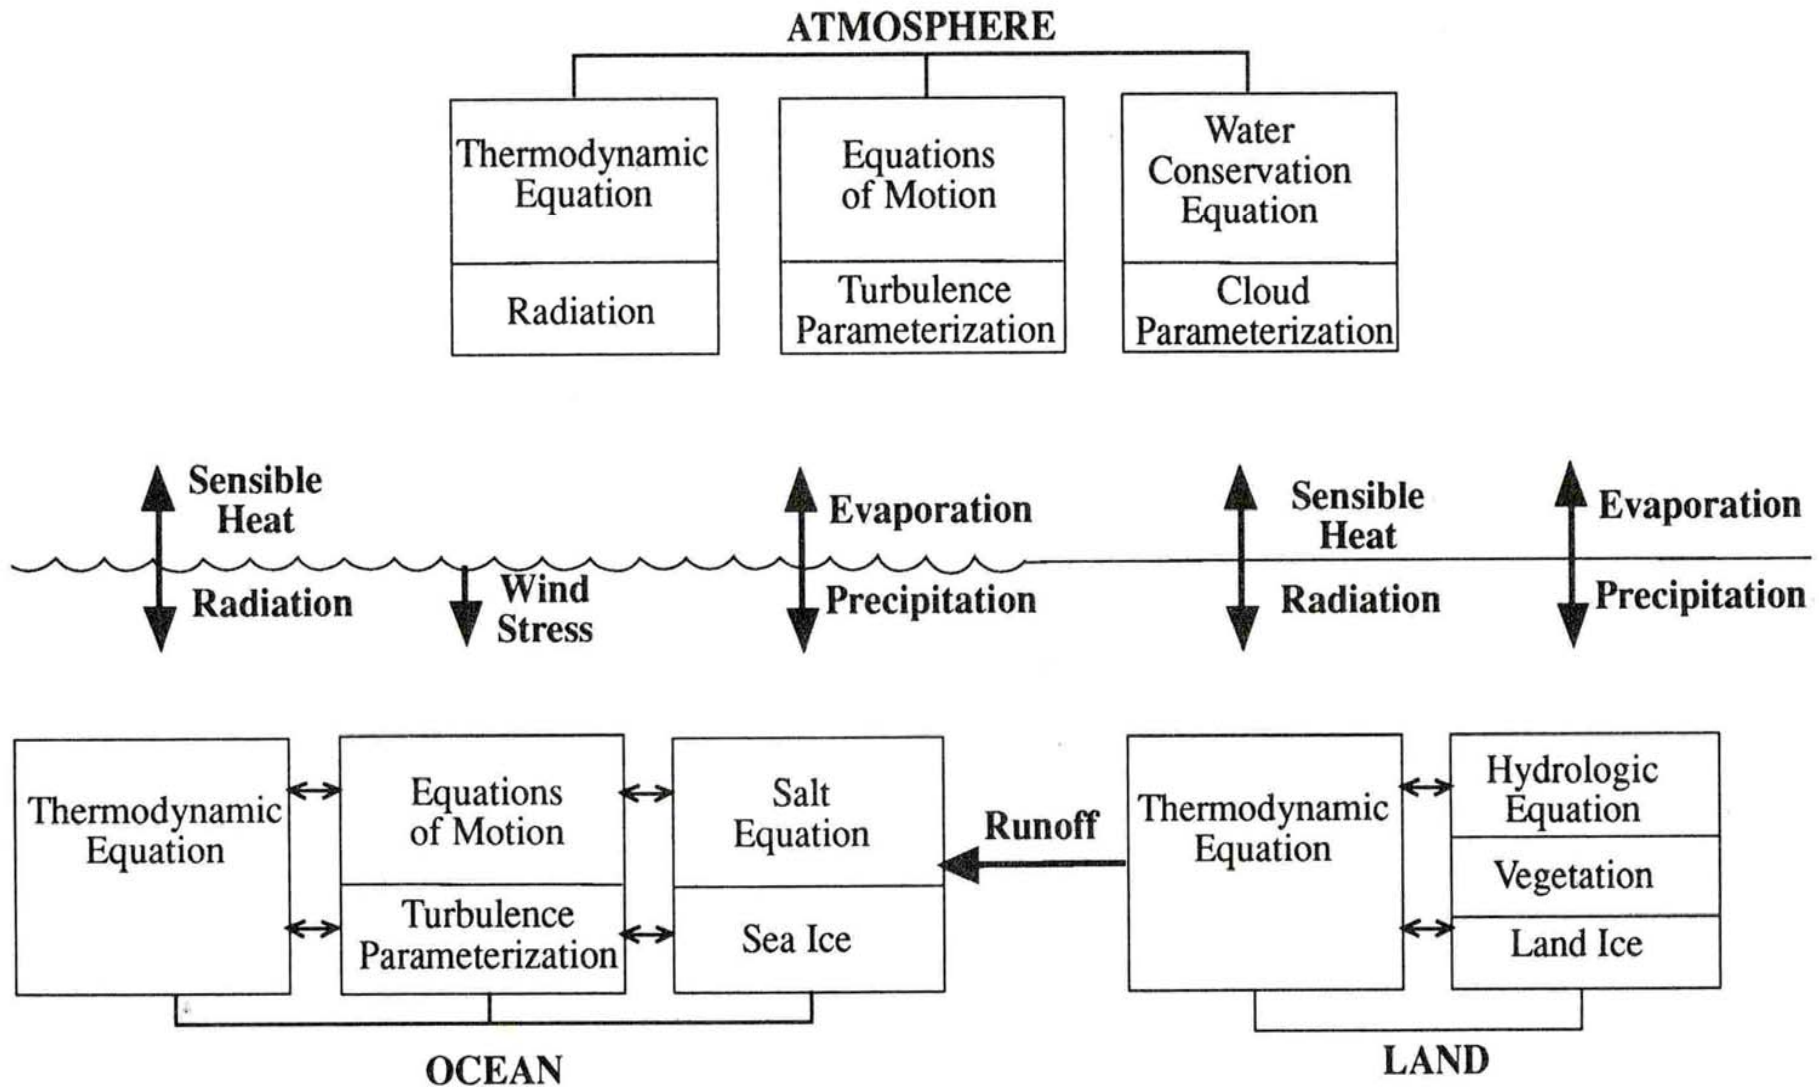 ATMOSPHERE
Thermodynamic
Equation
Radiation
Equations
of Motion
Turbulence
Parameterization
Water
Conservation
Equation
Cloud
Parameterization
Sensible
Heat
Radiation
Wind
Stress
Evaporation
Precipitation
Sensible
Heat
Radiation
Evaporation
Precipitation
Thermodynamic
Equation
Equations
of Motion
Turbulence
Parameterization
Salt
Equation
Sea Ice
Runoff
Thermodynamic
Equation
Hydrologic
Equation
Vegetation
Land Ice
OCEAN
LAND